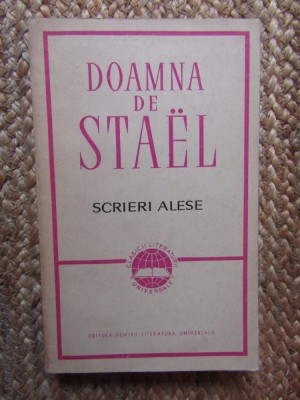 DOAMNA
DE
STAËL
SCRIERI ALESE
CLASICII LITERATURII
UNIVERSALE
EDITURA PENTRU LITERATURA UNIVERSALĂ